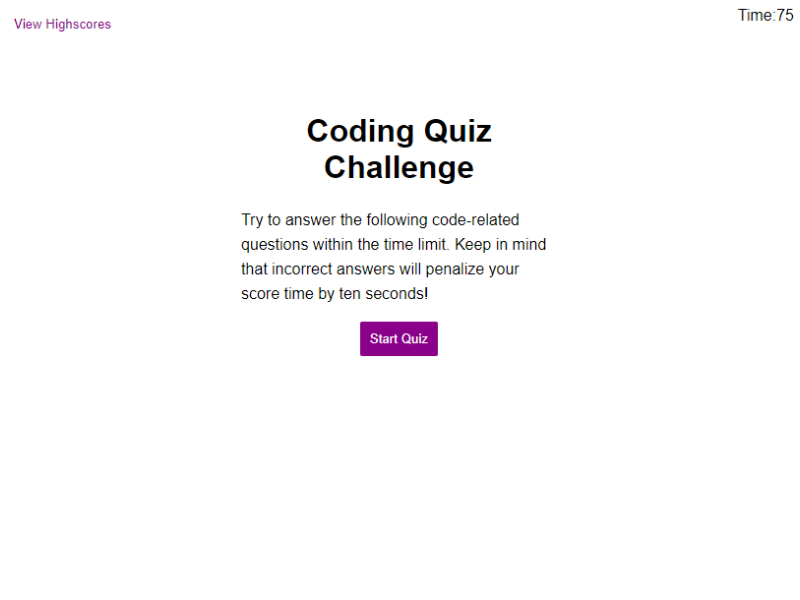 View Highscores
Time:75
Coding Quiz
Challenge
Try to answer the following code-related
questions within the time limit. Keep in mind
that incorrect answers will penalize your
score time by ten seconds!
Start Quiz